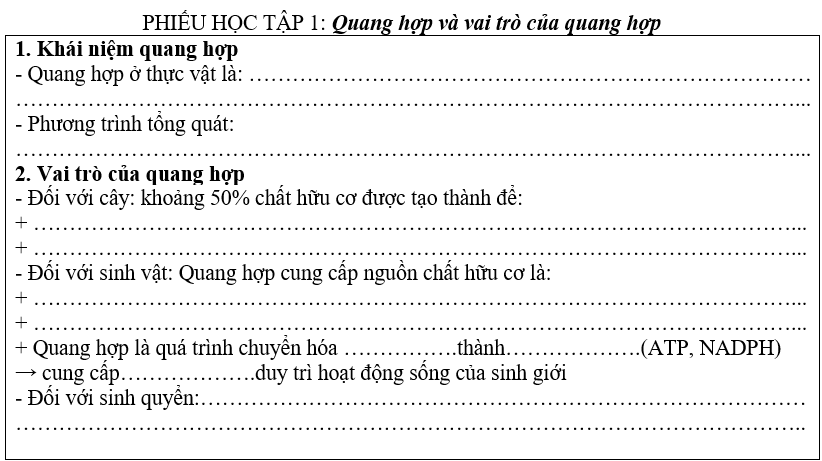 PHIẾU HỌC TẬP 1: Quang hợp và vai trò của quang hợp
1. Khái niệm quang hợp
- Quang hợp ở thực vật là: ……………………………………………………………………
………………………………………………………………………………………………...
- Phương trình tổng quát:
………………………………………………………………………………………………...
2. Vai trò của quang hợp
- Đối với cây: khoảng 50% chất hữu cơ được tạo thành để:
+ ……………………………………………………………………………………………...
+ ……………………………………………………………………………………………...
- Đối với sinh vật: Quang hợp cung cấp nguồn chất hữu cơ là:
+ ……………………………………………………………………………………………...
+ ……………………………………………………………………………………………...
+ Quang hợp là quá trình chuyển hóa …………….thành……………….(ATP, NADPH)
→ cung cấp……………….duy trì hoạt động sống của sinh giới
- Đối với sinh quyển:…………………………………………………………………………
………………………………………………………………………………………………..